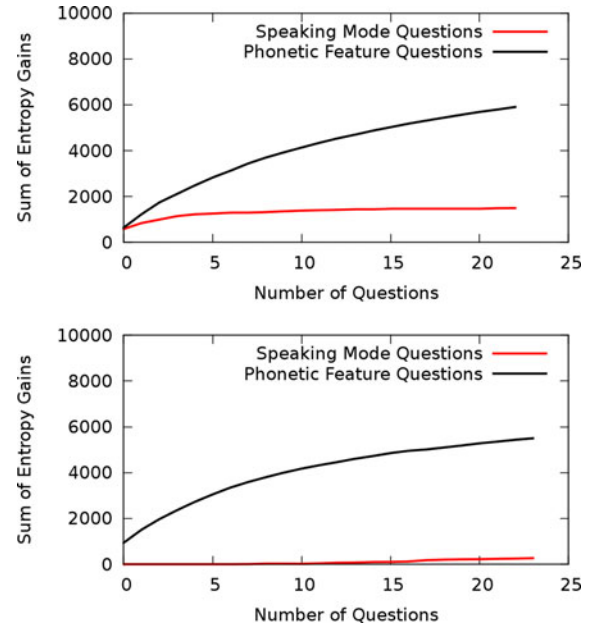 10000
8000
6000
4000
2000
0
Sum of Entropy Gains
Speaking Mode Questions
Phonetic Feature Questions
0 5 10 15 20 25
Number of Questions
10000
8000
6000
4000
2000
0
Sum of Entropy Gains
Speaking Mode Questions
Phonetic Feature Questions
0 5 10 15 20 25
Number of Questions